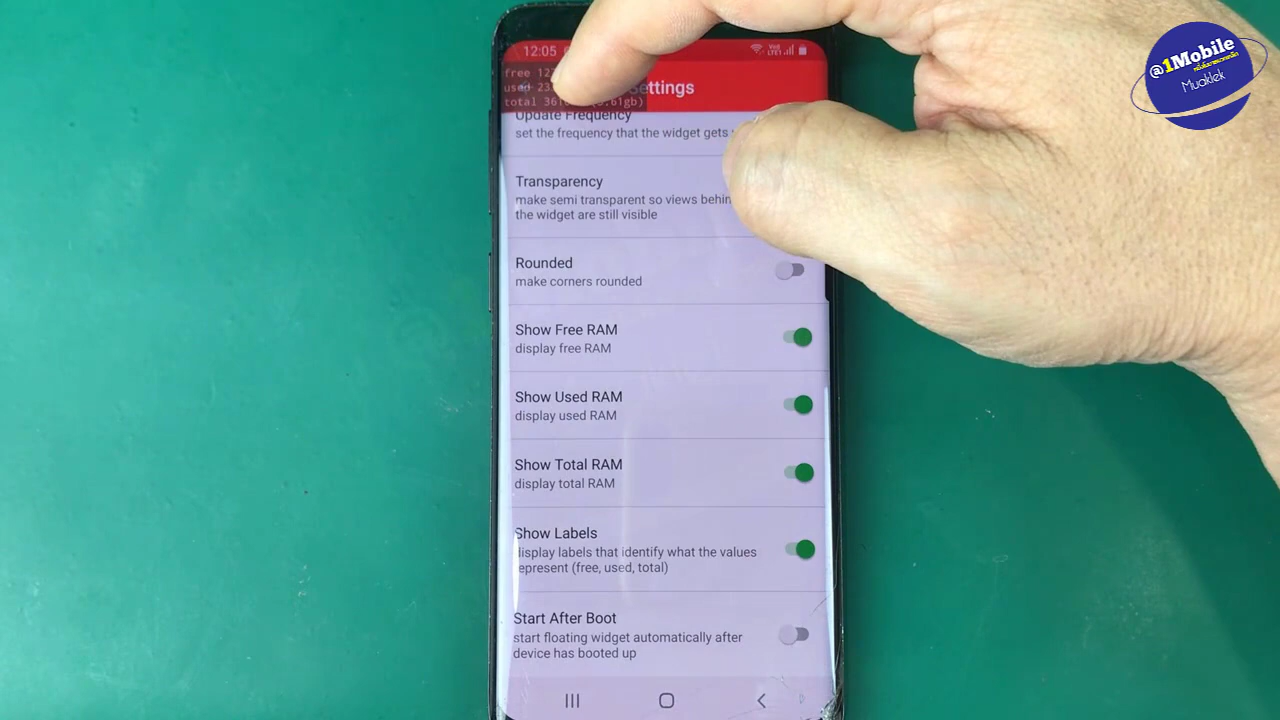 12:05
free
used
total
Settings
Update Frequency
set the frequency that the widget gets
Transparency
make semi transparent so views behin
the widget are still visible
Rounded
make corners rounded
Show Free RAM
display free RAM
Show Used RAM
display used RAM
Show Total RAM
display total RAM
Show Labels
display labels that identify what the values
epresent (free, used, total)
Start After Boot
start floating widget automatically after
device has booted up
@1Mobile
Muaklek